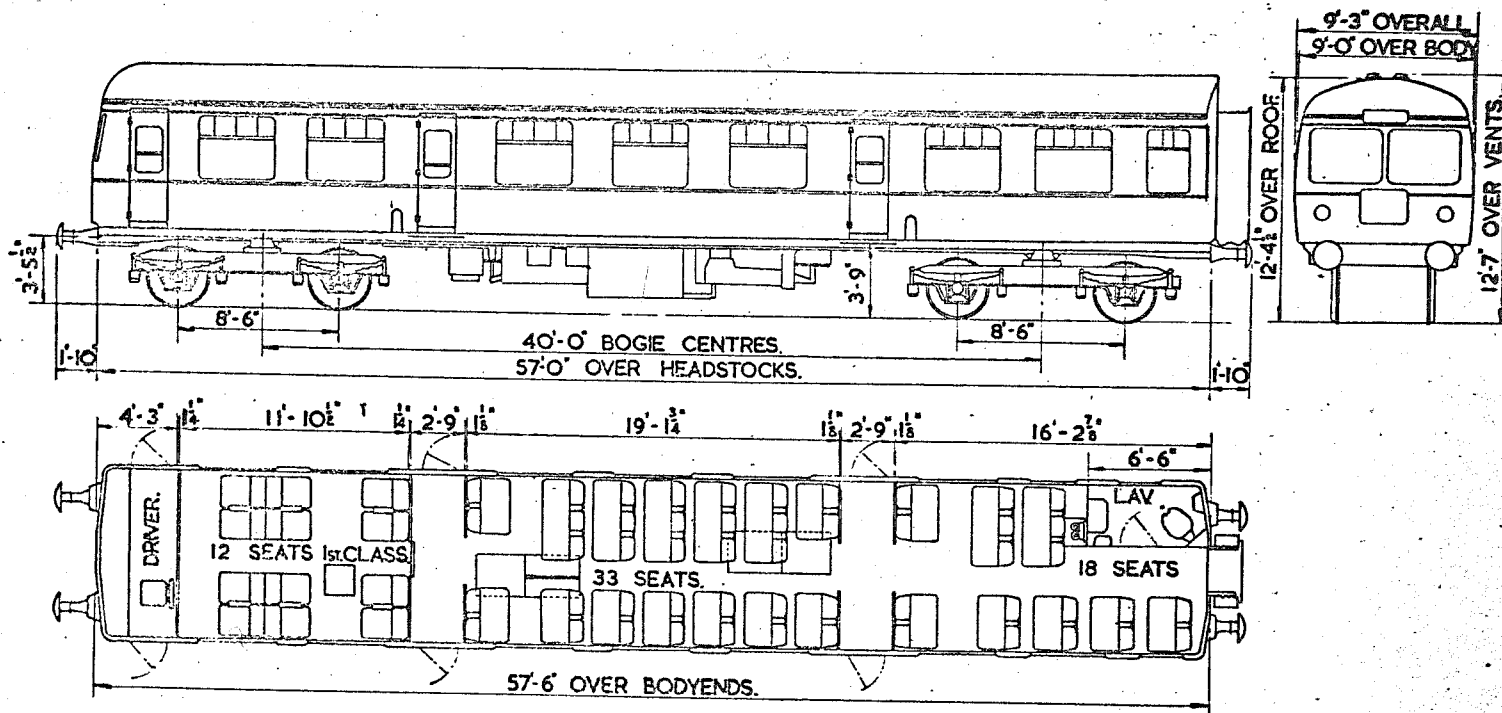 9'-3" OVERALL
9'-0" OVER BODY
12'-4½" OVER ROOF.
12'-7" OVER VENTS.
3'-5½"
3'-9"
8'-6"
8'-6"
40'-0" BOGIE CENTRES.
1'-10"
57'-0" OVER HEADSTOCKS.
1'-10"
4'-3"
1¼"
11'-10½"
1¼"
2'-9"
1⅛"
19'-1¾"
1⅛"
2'-9"
1⅛"
16'-2⅞"
6'-6"
DRIVER.
LAV.
12 SEATS 1ST. CLASS.
33 SEATS.
18 SEATS
57'-6" OVER BODYENDS.